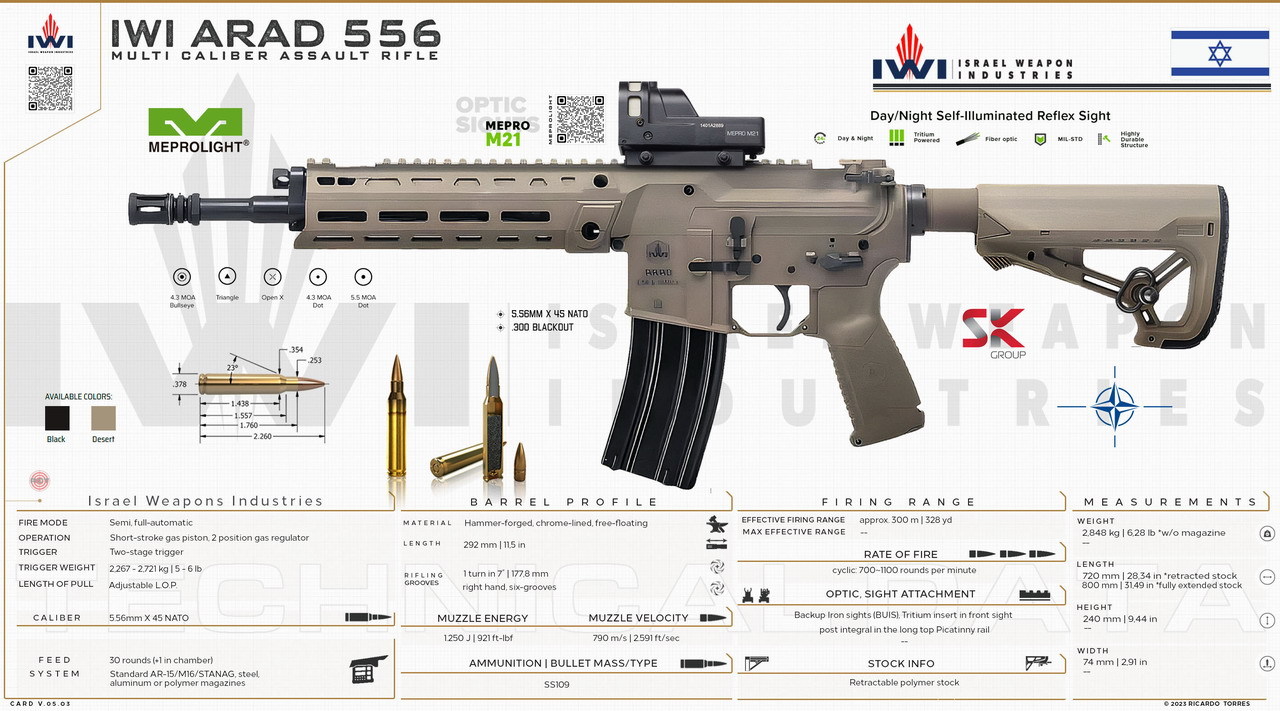 IWI
ISRAEL WEAPON INDUSTRIES
IWI ARAD 556
MULTI CALIBER ASSAULT RIFLE
IWI
ISRAEL WEAPON
INDUSTRIES
MEPROLIGHT®
OPTIC
SIGHTS
MEPRO
M21
MEPROLIGHT
1401A2689
MEPRO M21
Day/Night Self-Illuminated Reflex Sight
Day & Night
Tritium
Powered
Fiber optic
MIL-STD
Highly
Durable
Structure
IWI
ARAD
4.3 MOA
Bullseye
Triangle
Open X
4.3 MOA
Dot
5.5 MOA
Dot
5.56MM X 45 NATO
.300 BLACKOUT
IWI
ISRAEL WEAPON
INDUSTRIES
SK
GROUP
.378
23°
.354
.253
1.438
1.557
1.760
2.260
AVAILABLE COLORS:
Black
Desert
TECHNICAL DATA
Israel Weapons Industries
FIRE MODE Semi, full-automatic
OPERATION Short-stroke gas piston, 2 position gas regulator
TRIGGER Two-stage trigger
TRIGGER WEIGHT 2,267 - 2,721 kg | 5 - 6 lb
LENGTH OF PULL Adjustable L.O.P.
CALIBER 5.56mm X 45 NATO
FEED
SYSTEM
30 rounds (+1 in chamber)
Standard AR-15/M16/STANAG, steel,
aluminum or polymer magazines
CARD V.05.03
BARREL PROFILE
MATERIAL Hammer-forged, chrome-lined, free-floating
LENGTH 292 mm | 11,5 in
RIFLING
GROOVES
1 turn in 7" | 177,8 mm
right hand, six-grooves
MUZZLE ENERGY MUZZLE VELOCITY
1.250 J | 921 ft-lbf 790 m/s | 2.591 ft/sec
AMMUNITION | BULLET MASS/TYPE
SS109
FIRING RANGE
EFFECTIVE FIRING RANGE approx. 300 m | 328 yd
MAX EFFECTIVE RANGE --
RATE OF FIRE
cyclic: 700~1100 rounds per minute
OPTIC, SIGHT ATTACHMENT
Backup Iron sights (BUIS), Tritium insert in front sight
post integral in the long top Picatinny rail
--
STOCK INFO
Retractable polymer stock
MEASUREMENTS
WEIGHT
2,848 kg | 6,28 lb *w/o magazine
--
LENGTH
720 mm | 28,34 in *retracted stock
800 mm | 31,49 in *fully extended stock
HEIGHT
240 mm | 9,44 in
--
WIDTH
74 mm | 2,91 in
--
© 2023 RICARDO TORRES